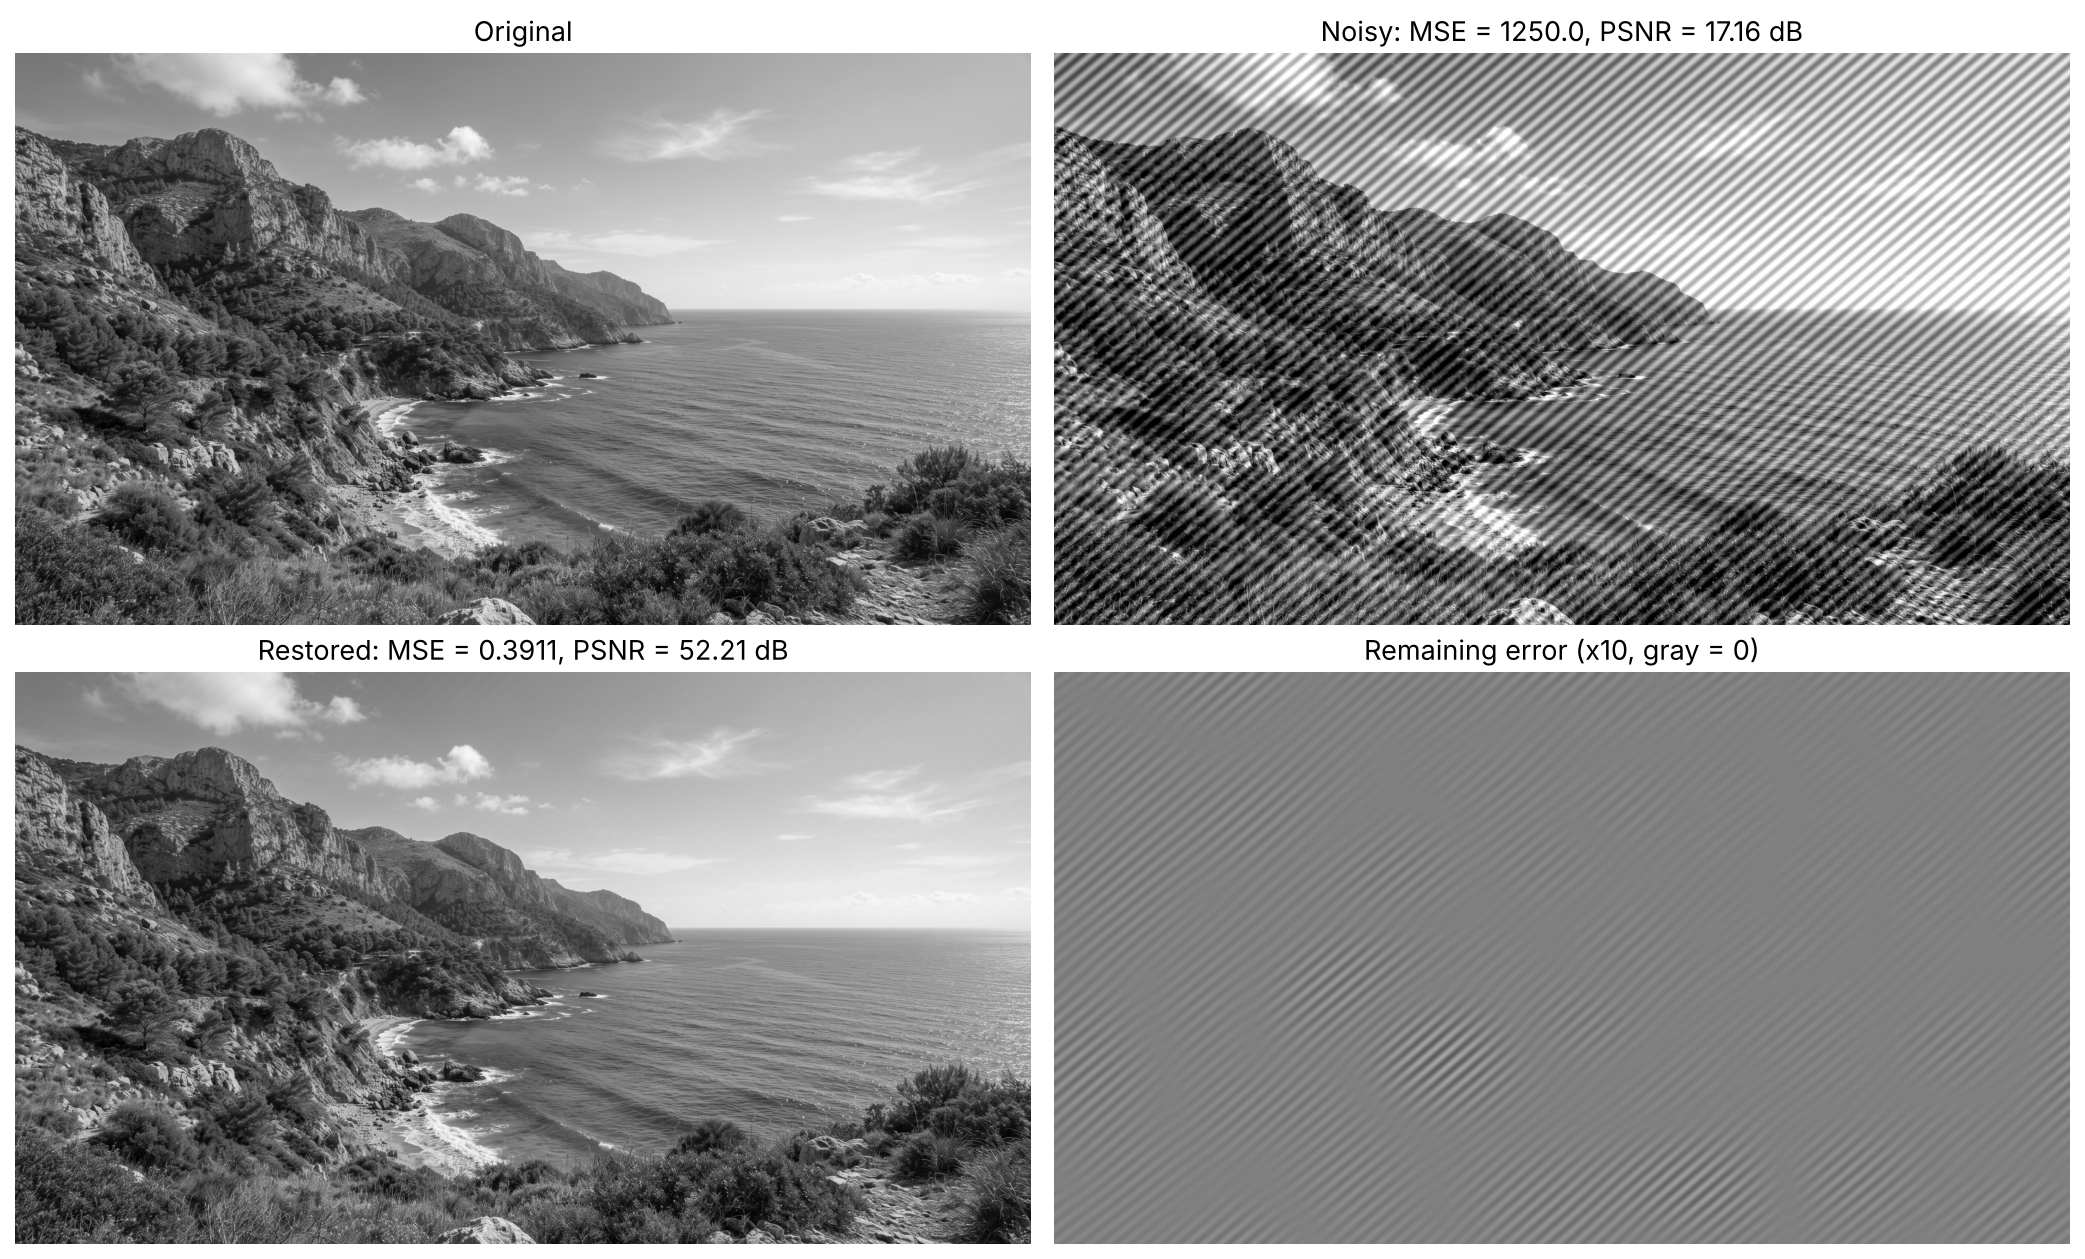 Original
Noisy: MSE = 1250.0, PSNR = 17.16 dB
Restored: MSE = 0.3911, PSNR = 52.21 dB
Remaining error (x10, gray = 0)